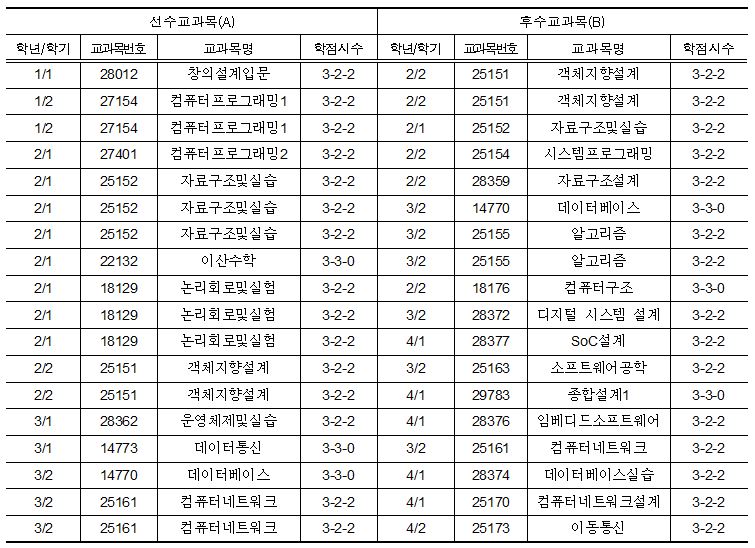 선수교과목(A) 후수교과목(B)
학년/학기 교과목번호 교과목명 학점시수 학년/학기 교과목번호 교과목명 학점시수
1/1 28012 창의설계입문 3-2-2 2/2 25151 객체지향설계 3-2-2
1/2 27154 컴퓨터프로그래밍1 3-2-2 2/2 25151 객체지향설계 3-2-2
1/2 27154 컴퓨터프로그래밍1 3-2-2 2/1 25152 자료구조및실습 3-2-2
2/1 27401 컴퓨터프로그래밍2 3-2-2 2/2 25154 시스템프로그래밍 3-2-2
2/1 25152 자료구조및실습 3-2-2 2/2 28359 자료구조설계 3-2-2
2/1 25152 자료구조및실습 3-2-2 3/2 14770 데이터베이스 3-3-0
2/1 25152 자료구조및실습 3-2-2 3/2 25155 알고리즘 3-2-2
2/1 22132 이산수학 3-3-0 3/2 25155 알고리즘 3-2-2
2/1 18129 논리회로및실험 3-2-2 2/2 18176 컴퓨터구조 3-3-0
2/1 18129 논리회로및실험 3-2-2 3/2 28372 디지털 시스템 설계 3-2-2
2/1 18129 논리회로및실험 3-2-2 4/1 28377 SoC설계 3-2-2
2/2 25151 객체지향설계 3-2-2 3/2 25163 소프트웨어공학 3-2-2
2/2 25151 객체지향설계 3-2-2 4/1 29783 종합설계1 3-3-0
3/1 28362 운영체제및실습 3-2-2 4/1 28376 임베디드소프트웨어 3-2-2
3/1 14773 데이터통신 3-3-0 3/2 25161 컴퓨터네트워크 3-2-2
3/2 14770 데이터베이스 3-3-0 4/1 28374 데이터베이스실습 3-2-2
3/2 25161 컴퓨터네트워크 3-2-2 4/1 25170 컴퓨터네트워크설계 3-2-2
3/2 25161 컴퓨터네트워크 3-2-2 4/2 25173 이동통신 3-2-2